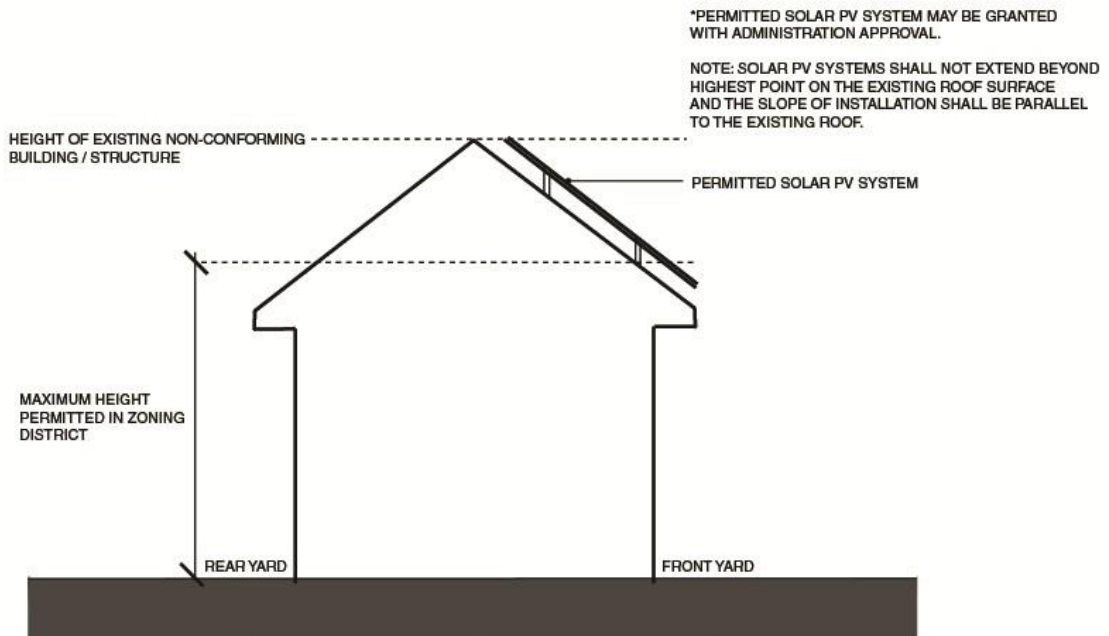 *PERMITTED SOLAR PV SYSTEM MAY BE GRANTED
WITH ADMINISTRATION APPROVAL.
NOTE: SOLAR PV SYSTEMS SHALL NOT EXTEND BEYOND
HIGHEST POINT ON THE EXISTING ROOF SURFACE
AND THE SLOPE OF INSTALLATION SHALL BE PARALLEL
TO THE EXISTING ROOF.
HEIGHT OF EXISTING NON-CONFORMING
BUILDING / STRUCTURE
PERMITTED SOLAR PV SYSTEM
MAXIMUM HEIGHT
PERMITTED IN ZONING
DISTRICT
REAR YARD
FRONT YARD